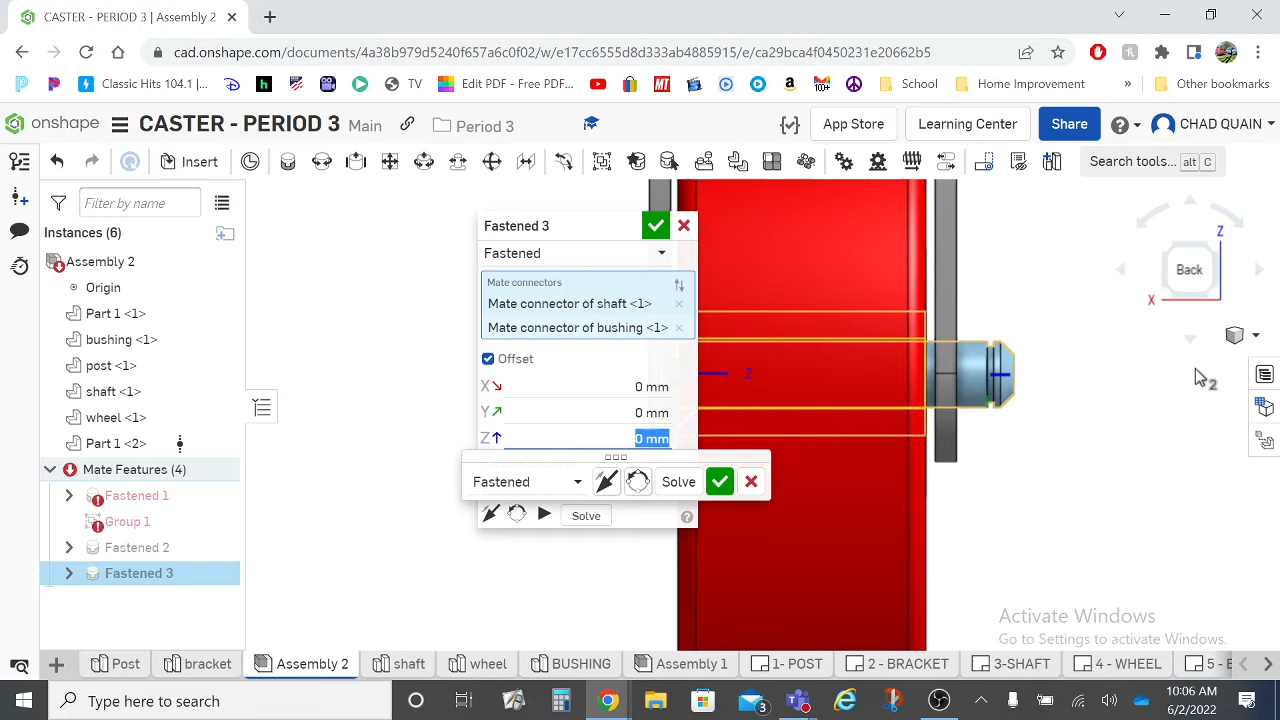 CASTER - PERIOD 3 | Assembly 2
cad.onshape.com/documents/4a38b979d5240f657a6c0f02/w/e17cc6555d8d333ab4885915/e/ca29bca4f0450231e20662b5
Classic Hits 104.1 |...
TV
Edit PDF - Free PDF...
MT
100+
School
Home Improvement
»
Other bookmarks
onshape
CASTER - PERIOD 3
Main
Period 3
App Store
Learning Center
Share
CHAD QUAIN
Insert
Search tools...
alt
C
Filter by name
Instances (6)
Assembly 2
Origin
Part 1 <1>
bushing <1>
post <1>
shaft <1>
wheel <1>
Part 1 <2>
Mate Features (4)
Fastened 1
Group 1
Fastened 2
Fastened 3
Fastened 3
Fastened
Mate connectors
Mate connector of shaft <1>
Mate connector of bushing <1>
Offset
X
0 mm
Y
0 mm
Z
0 mm
Fastened
Solve
Solve
Z
Z
Back
X
2
Activate Windows
Go to Settings to activate Windows.
Post
bracket
Assembly 2
shaft
wheel
BUSHING
Assembly 1
1- POST
2 - BRACKET
3-SHAFT
4 - WHEEL
Type here to search
3
10:06 AM
6/2/2022